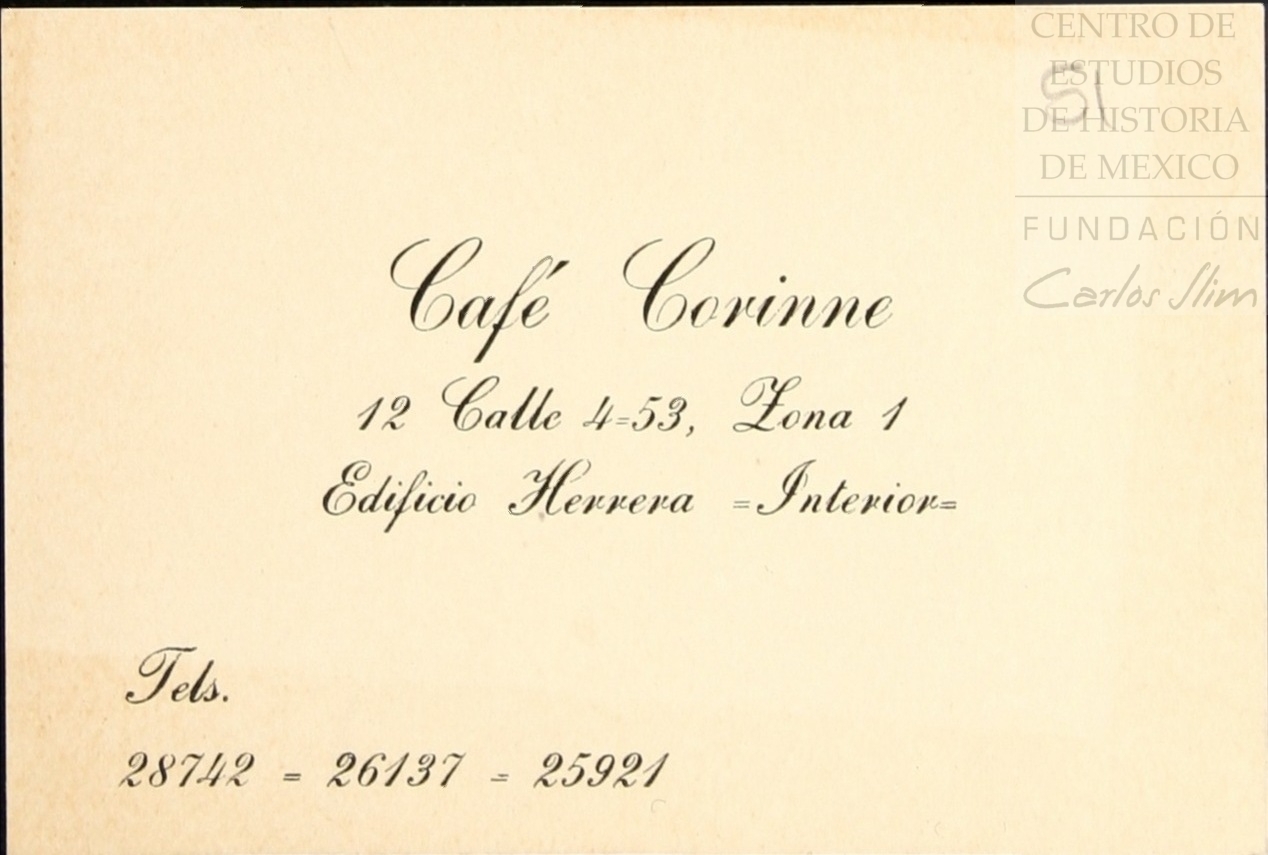 CENTRO DE
ESTUDIOS
DE HISTORIA
DE MEXICO
FUNDACIÓN
Carlos Slim
51
Café Corinne
12 Calle 4=53, Zona 1
Edificio Herrera =Interior=
Tels.
28742 = 26137 = 25921